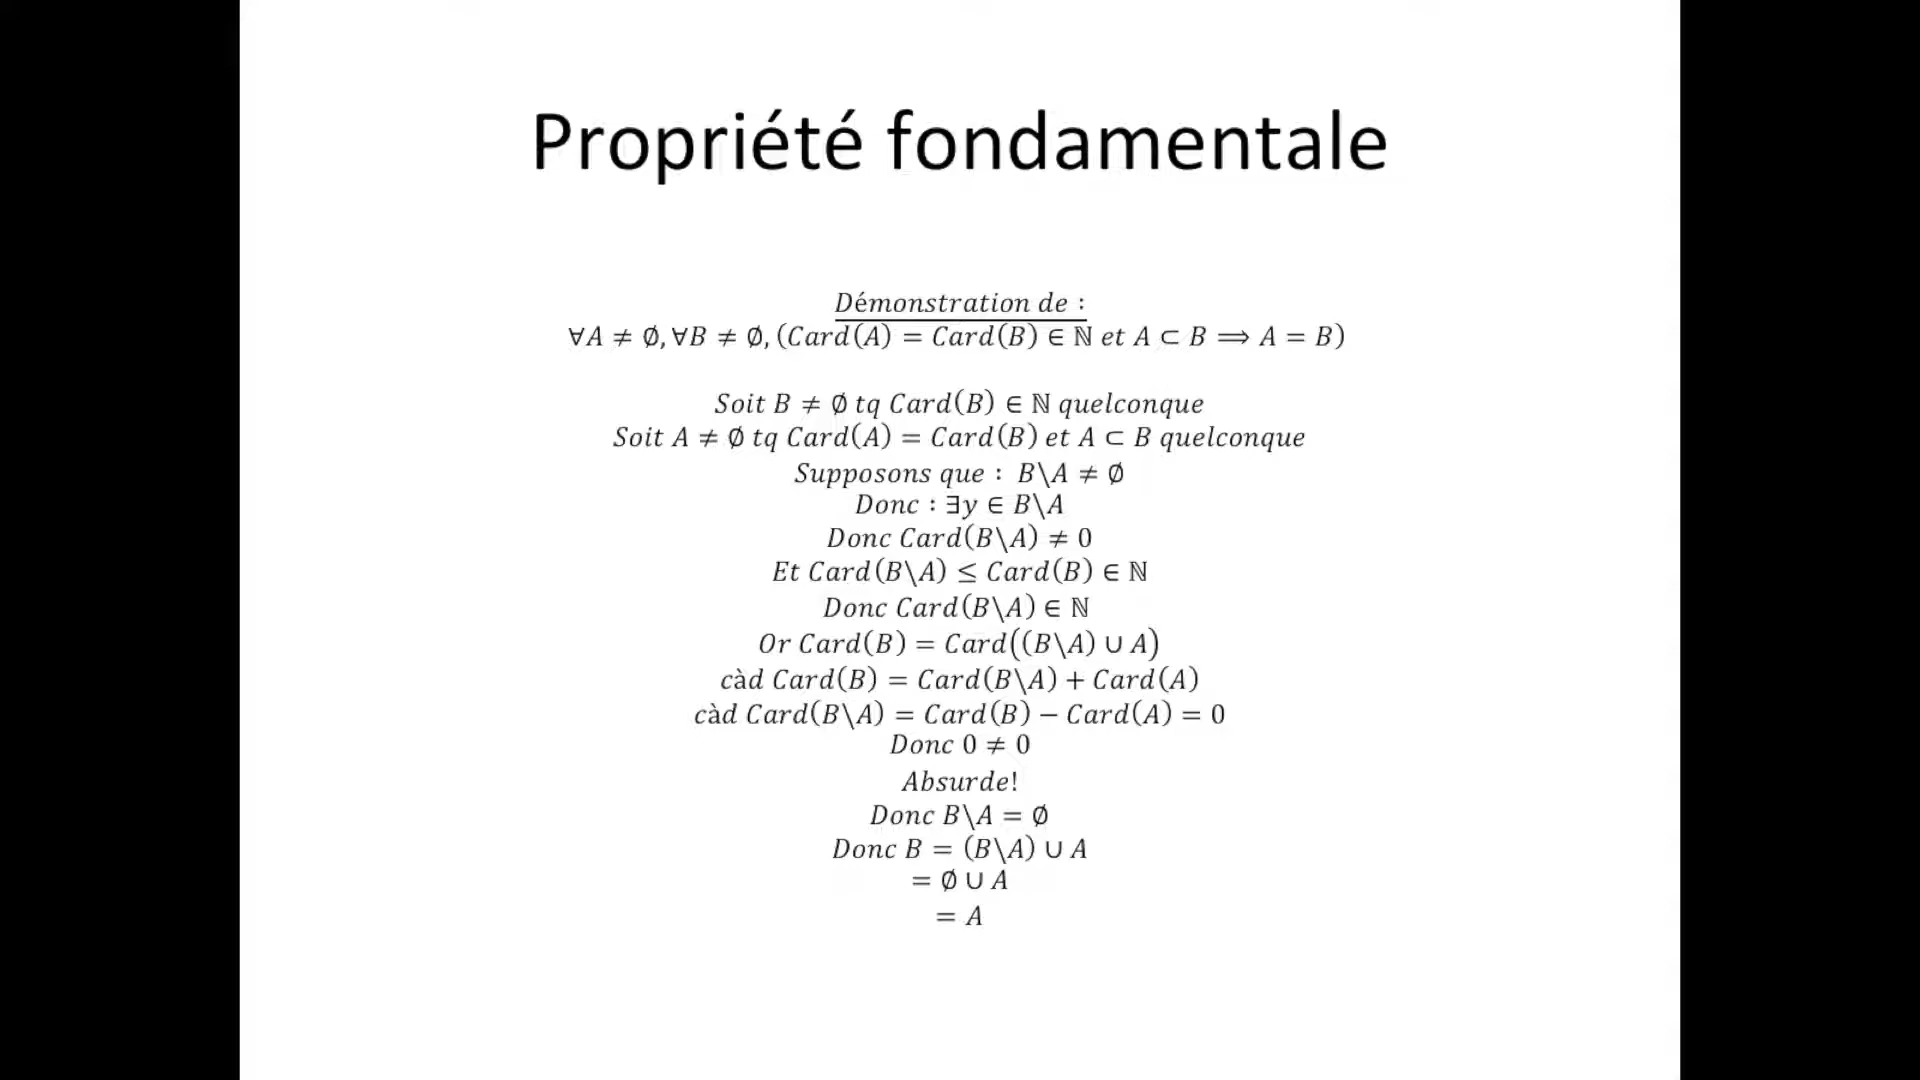 Propriété fondamentale
Démonstration de :
∀A ≠ ∅, ∀B ≠ ∅, (Card(A) = Card(B) ∈ ℕ et A ⊂ B ⟹ A = B)
Soit B ≠ ∅ tq Card(B) ∈ ℕ quelconque
Soit A ≠ ∅ tq Card(A) = Card(B) et A ⊂ B quelconque
Supposons que : B\A ≠ ∅
Donc : ∃y ∈ B\A
Donc Card(B\A) ≠ 0
Et Card(B\A) ≤ Card(B) ∈ ℕ
Donc Card(B\A) ∈ ℕ
Or Card(B) = Card((B\A) ∪ A)
càd Card(B) = Card(B\A) + Card(A)
càd Card(B\A) = Card(B) − Card(A) = 0
Donc 0 ≠ 0
Absurde!
Donc B\A = ∅
Donc B = (B\A) ∪ A
= ∅ ∪ A
= A